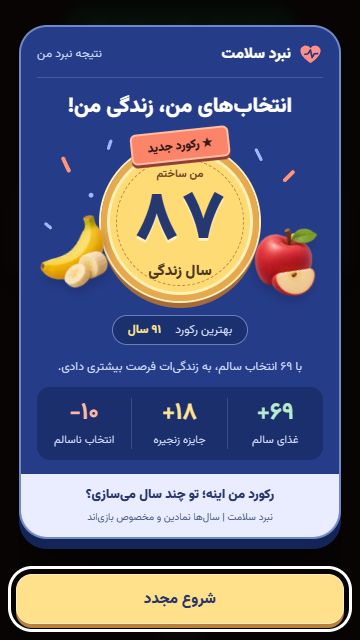 نبرد سلامت
نتیجه نبرد من
انتخاب‌های من، زندگی من!
★ رکورد جدید
من ساختم
۸۷
سال زندگی
بهترین رکورد ۹۱ سال
با ۶۹ انتخاب سالم، به زندگی‌ات فرصت بیشتری دادی.
+۶۹
غذای سالم
+۱۸
جایزه زنجیره
−۱۰
انتخاب ناسالم
رکورد من اینه؛ تو چند سال می‌سازی؟
نبرد سلامت | سال‌ها نمادین و مخصوص بازی‌اند
شروع مجدد